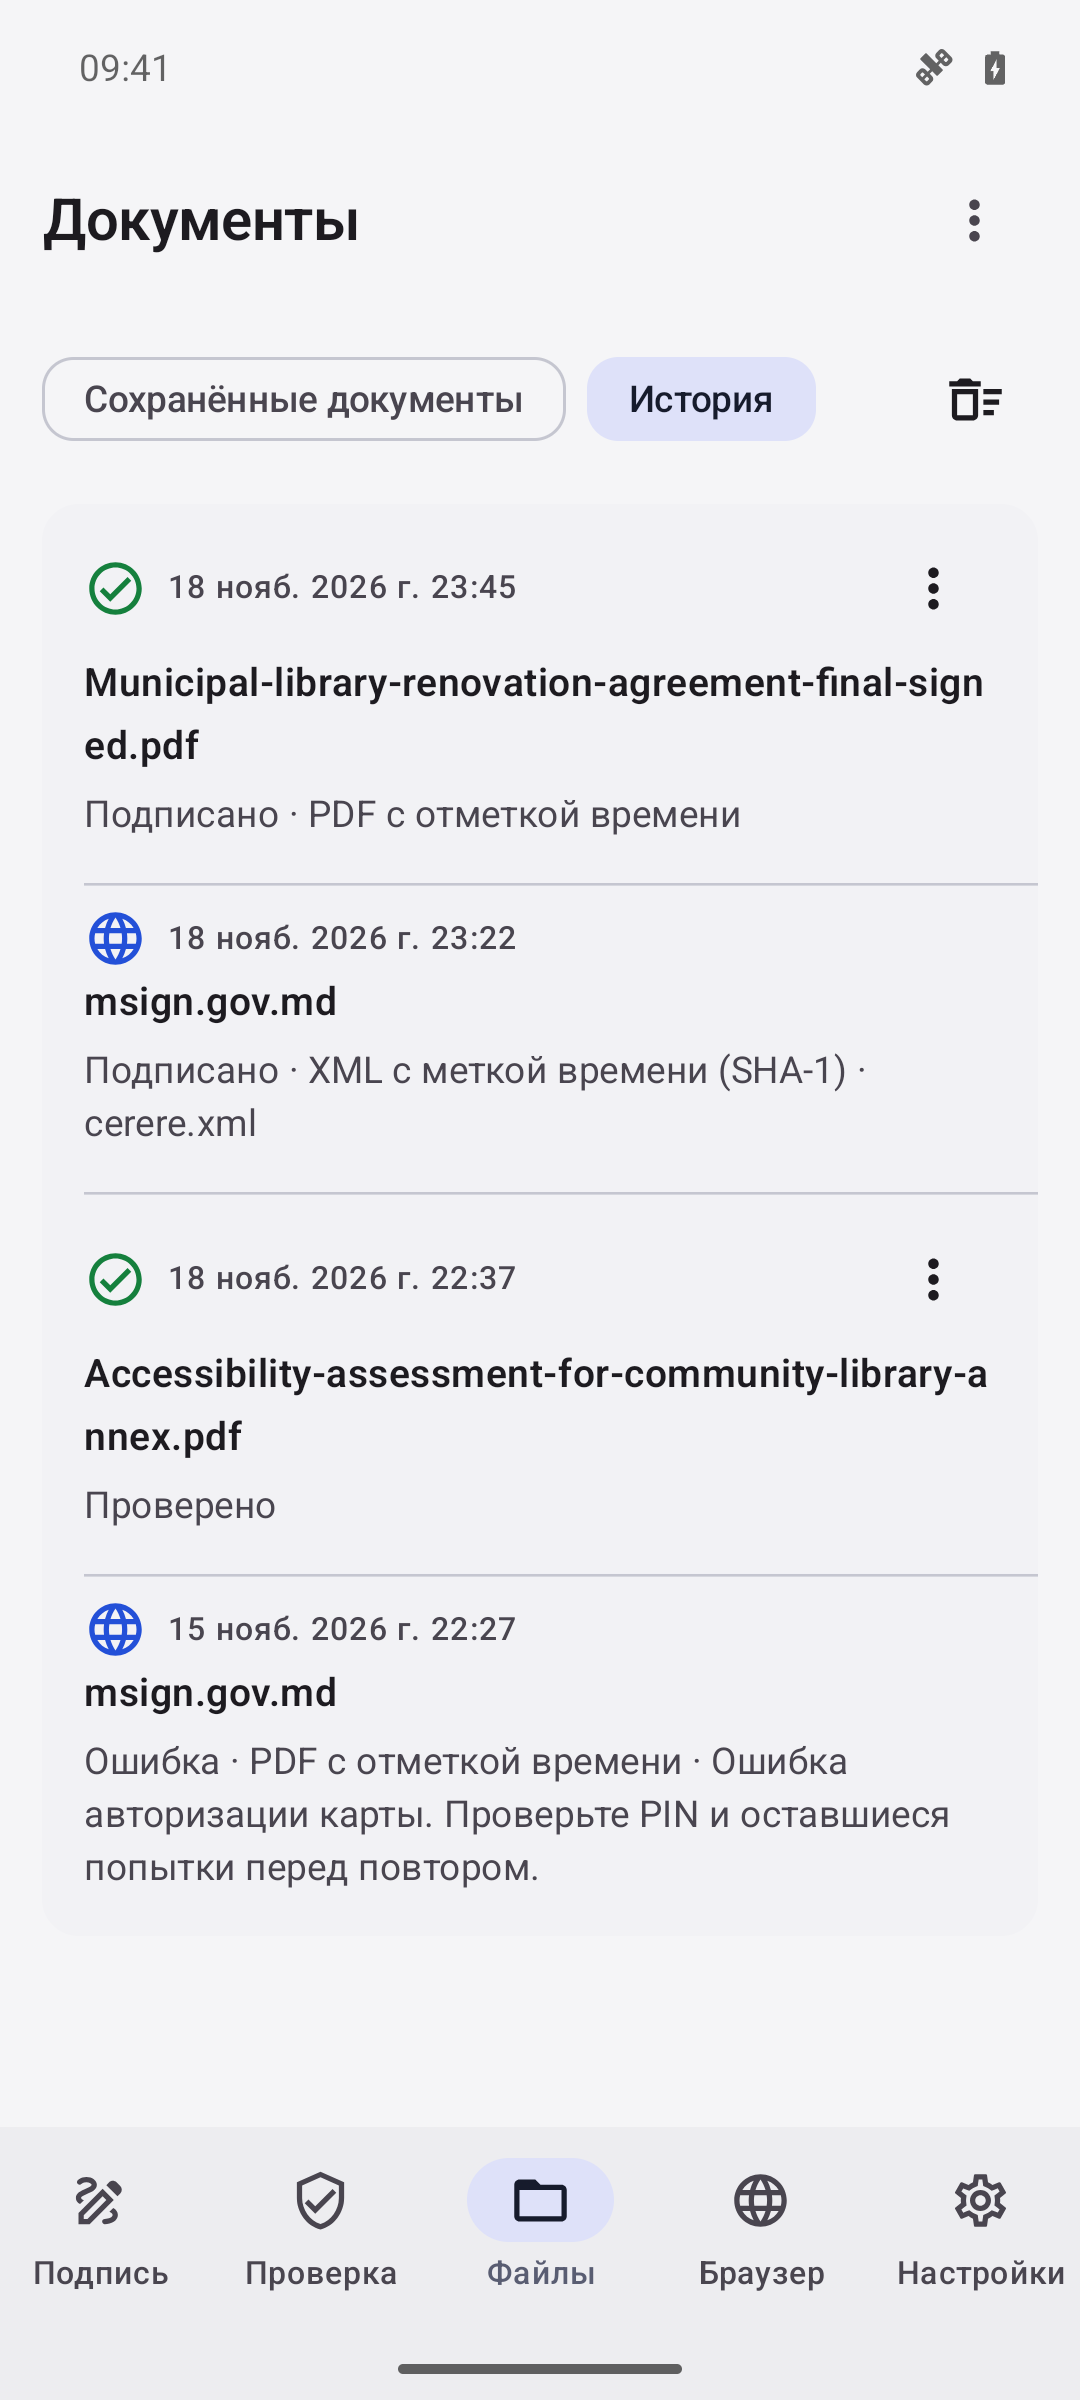 09:41
Документы
Сохранённые документы
История
18 нояб. 2026 г. 23:45
Municipal-library-renovation-agreement-final-sign
ed.pdf
Подписано · PDF с отметкой времени
18 нояб. 2026 г. 23:22
msign.gov.md
Подписано · XML с меткой времени (SHA-1) ·
cerere.xml
18 нояб. 2026 г. 22:37
Accessibility-assessment-for-community-library-a
nnex.pdf
Проверено
15 нояб. 2026 г. 22:27
msign.gov.md
Ошибка · PDF с отметкой времени · Ошибка
авторизации карты. Проверьте PIN и оставшиеся
попытки перед повтором.
Подпись
Проверка
Файлы
Браузер
Настройки